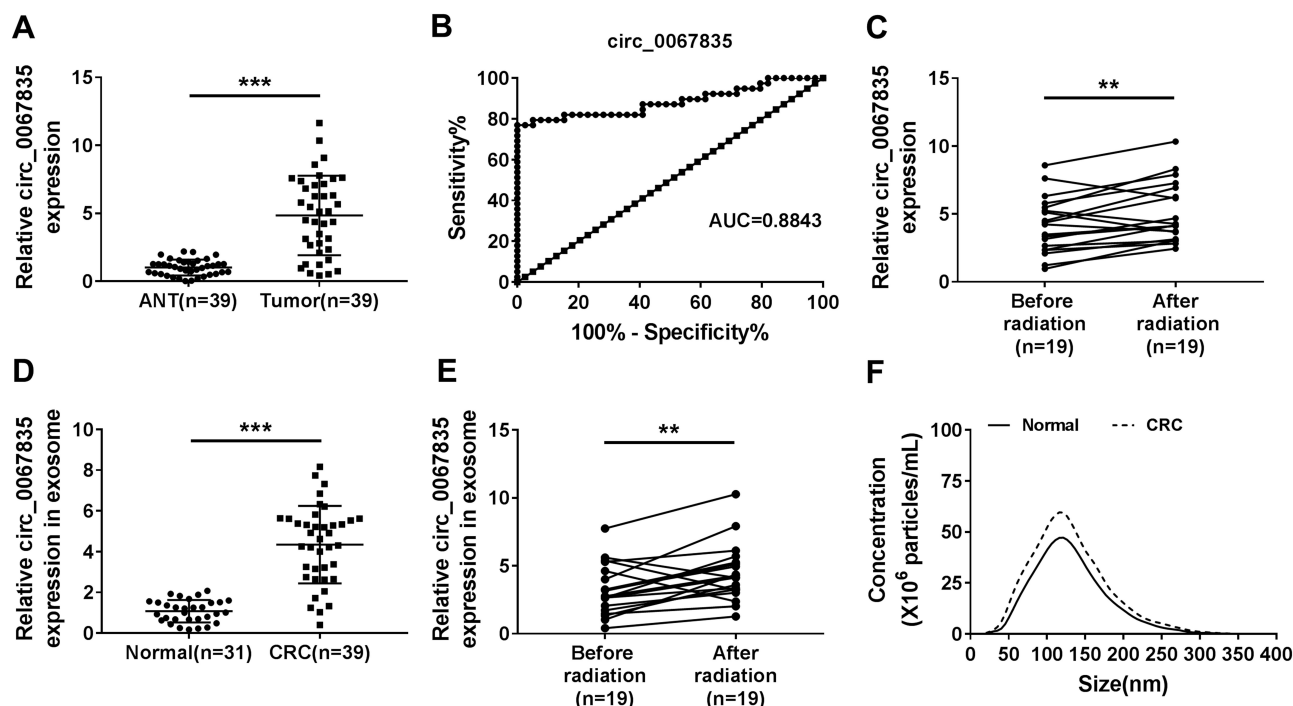 A
Relative circ_0067835
expression
15
10
5
0
***
ANT(n=39)
Tumor(n=39)
B
circ_0067835
Sensitivity%
100
80
60
40
20
0
AUC=0.8843
0
20
40
60
80
100
100% - Specificity%
C
Relative circ_0067835
expression
15
10
5
0
**
Before
radiation
(n=19)
After
radiation
(n=19)
D
Relative circ_0067835
expression in exosome
10
8
6
4
2
0
***
Normal(n=31)
CRC(n=39)
E
Relative circ_0067835
expression in exosome
15
10
5
0
**
Before
radiation
(n=19)
After
radiation
(n=19)
F
Normal
CRC
Concentration
(X10⁶ particles/mL)
100
75
50
25
0
0
50
100
150
200
250
300
350
400
Size(nm)